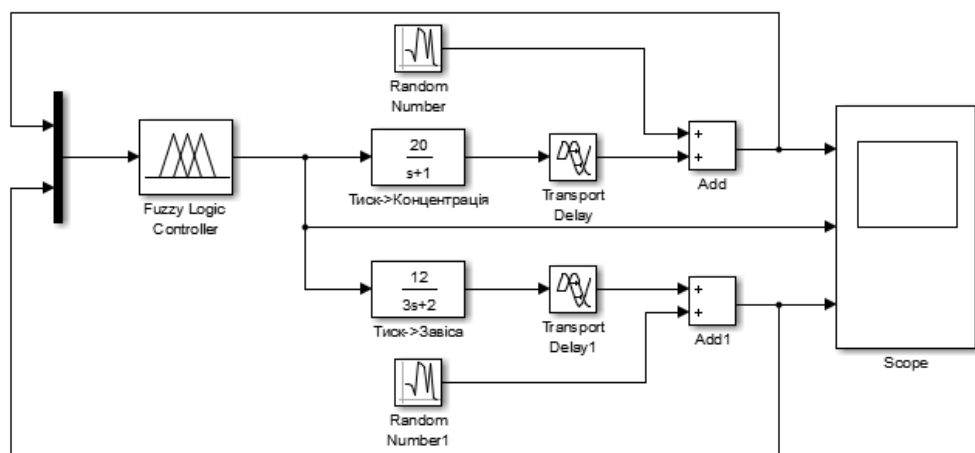 Random
Number
+
+
Add
20
s+1
Тиск->Концентрація
Transport
Delay
Fuzzy Logic
Controller
12
3s+2
Тиск->Завіса
Transport
Delay1
+
+
Add1
Random
Number1
Scope